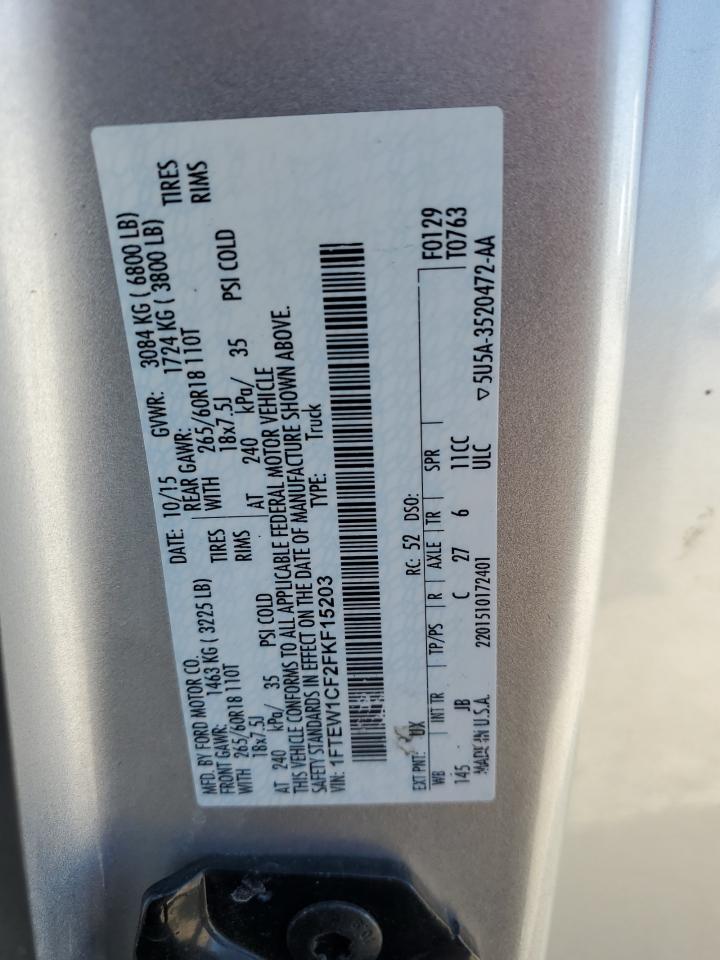 MFD. BY FORD MOTOR CO. DATE: 10/15 GVWR: 3084 KG ( 6800 LB)
FRONT GAWR: 1463 KG ( 3225 LB) REAR GAWR: 1724 KG ( 3800 LB)
WITH 265/60R18 110T TIRES WITH 265/60R18 110T TIRES
18x7.5J RIMS 18x7.5J RIMS
AT 240 kPa/ 35 PSI COLD AT 240 kPa/ 35 PSI COLD
THIS VEHICLE CONFORMS TO ALL APPLICABLE FEDERAL MOTOR VEHICLE
SAFETY STANDARDS IN EFFECT ON THE DATE OF MANUFACTURE SHOWN ABOVE.
VIN: 1FTEW1CF2FKF15203 TYPE: Truck
F0129
T0763
EXT PNT: UX RC: 52 DSO:
WB INT TR TP/PS R AXLE TR SPR
145 JB C 27 6 11CC
ULC
MADE IN U.S.A. 2201510172401 ▽ 5U5A-3520472-AA